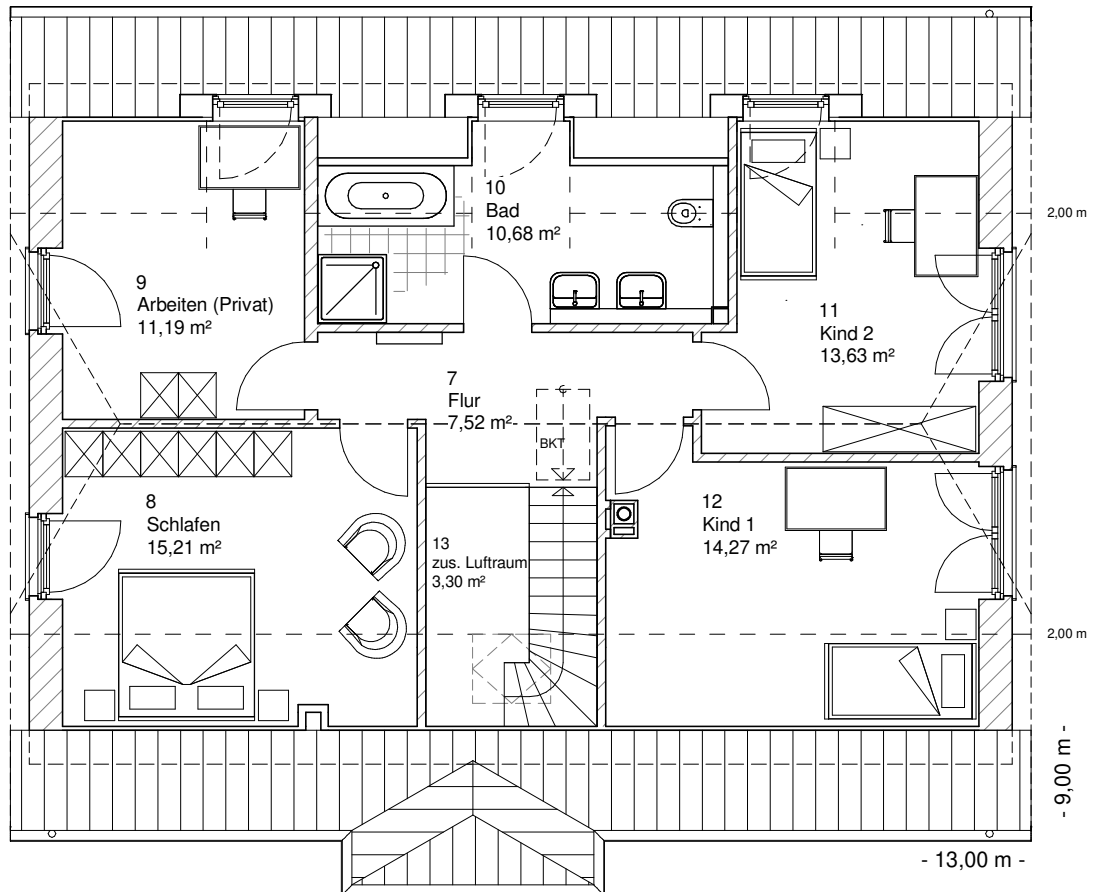 10
Bad
10,68 m²
2,00 m
9
Arbeiten (Privat)
11,19 m²
11
Kind 2
13,63 m²
7
Flur
7,52 m²
BKT
8
Schlafen
15,21 m²
12
Kind 1
14,27 m²
13
zus. Luftraum
3,30 m²
2,00 m
- 9,00 m -
- 13,00 m -